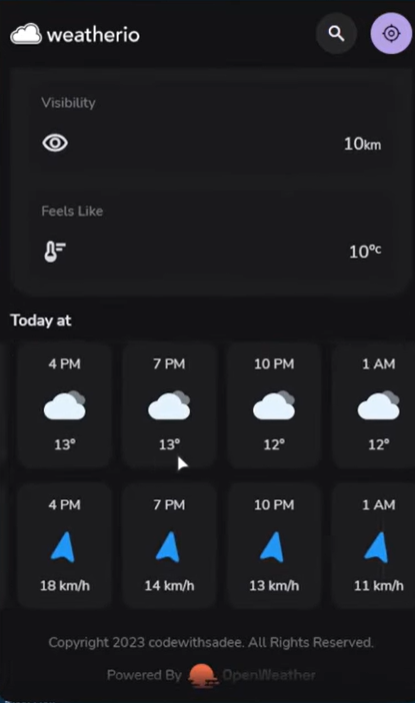 weatherio
Visibility
10km
Feels Like
10°c
Today at
4 PM 7 PM 10 PM 1 AM
13° 13° 12° 12°
4 PM 7 PM 10 PM 1 AM
18 km/h 14 km/h 13 km/h 11 km/h
Copyright 2023 codewithsadee. All Rights Reserved.
Powered By OpenWeather